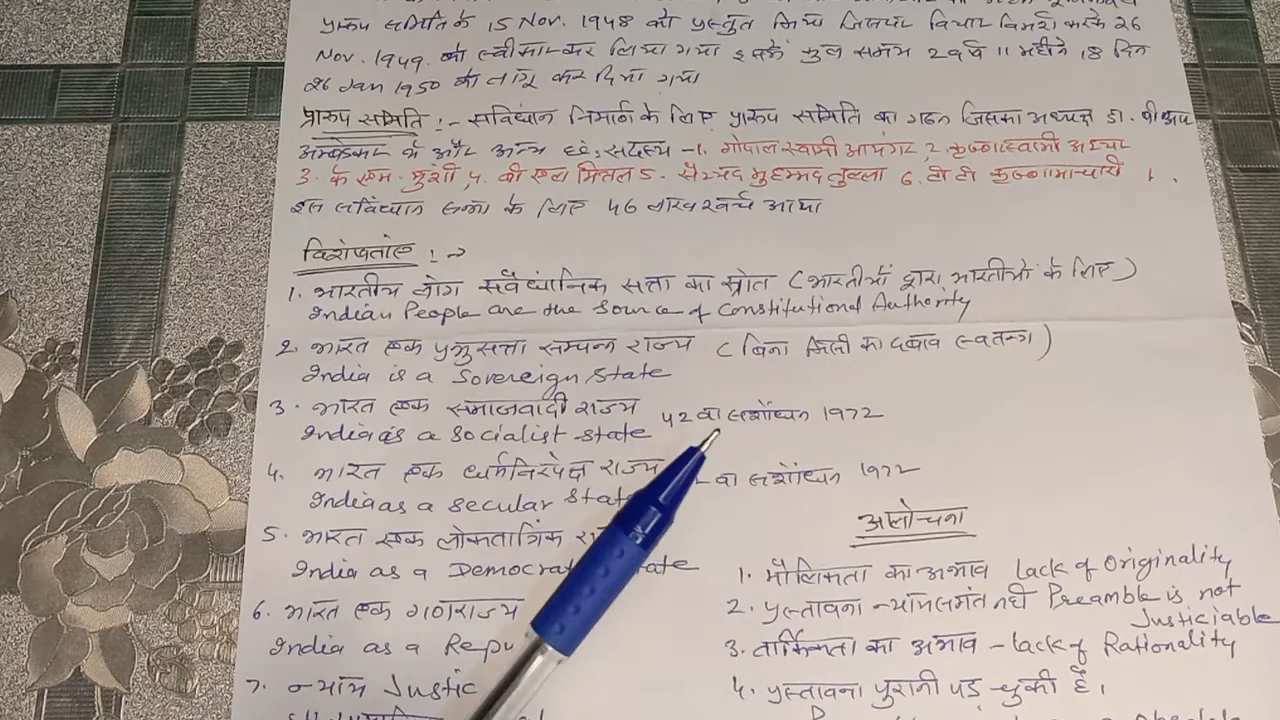 प्रारूप समिति के 15 Nov. 1948 को प्रस्तुत किया जिसपर विचार विमर्श करके 26
Nov. 1949. को स्वीकार कर लिया गया इसमें कुल समय 2 वर्ष 11 महीने 18 दिन
26 Jan 1950 को लागू कर दिया गया
प्रारूप समिति :- संविधान निर्माण के लिए प्रारूप समिति का गठन जिसका अध्यक्ष डा. बी आर
अम्बेडकर थे और अन्य छः सदस्य - 1. गोपाल स्वामी आयंगर, 2. कृष्णास्वामी अय्यर
3. के एम. मुंशी, 4. बी एल मित्तल 5. सैय्यद मुहम्मद तुल्ला 6. टी टी कृष्णामाचारी ।
इस संविधान सभा के लिए 46 लाख खर्च आया
विशेषताएं : ->
1. भारतीय लोग संवैधानिक सत्ता का स्रोत (भारतीयों द्वारा, भारतीयों के लिए)
Indian People are the Source of Constitutional Authority
2. भारत एक प्रभुसत्ता सम्पन्न राज्य ( बिना किसी का दबाव स्वतन्त्र )
India is a Sovereign State
3. भारत एक समाजवादी राज्य 42 वा संशोधन 1972
India is a Socialist State
4. भारत एक धर्मनिरपेक्ष राज्य वा संशोधन 1972
India as a Secular State
5. भारत एक लोकतांत्रिक
India as a Democrat
6. भारत एक गणराज्य
India as a Repu
7. न्याय Justic
आलोचना
1. मौलिकता का अभाव Lack of Originality
2. प्रस्तावना न्यायसंगत नहीं Preamble is not
Justiciable
3. तार्किकता का अभाव - lack of Rationality
4. प्रस्तावना पुरानी पड़ चुकी है।